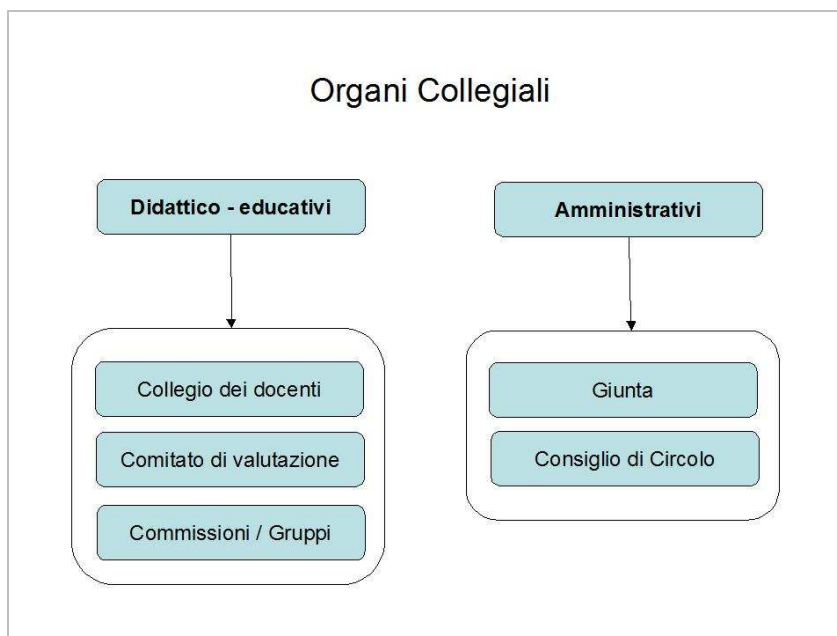 Organi Collegiali
Didattico - educativi
Collegio dei docenti
Comitato di valutazione
Commissioni / Gruppi
Amministrativi
Giunta
Consiglio di Circolo